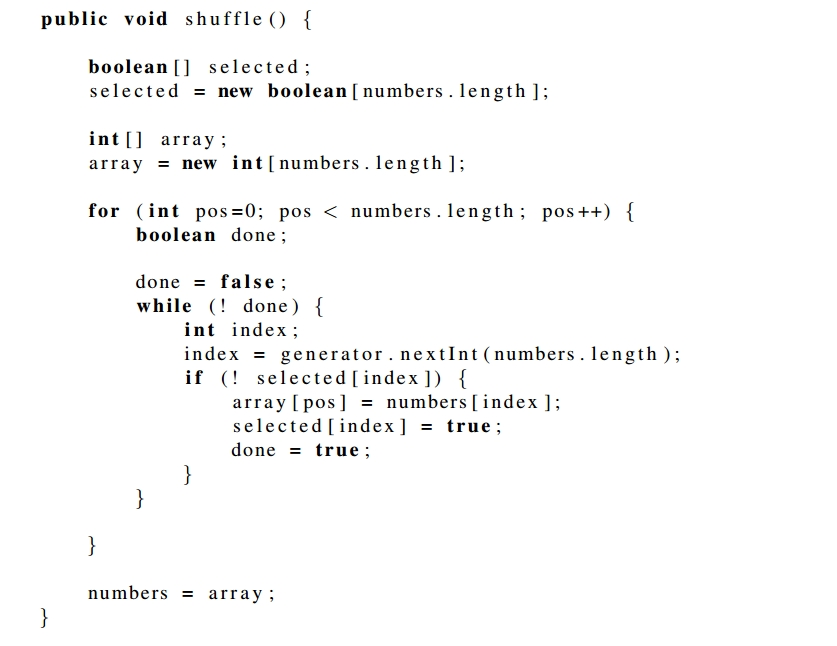 public void shuffle() {
boolean[] selected;
selected = new boolean[numbers.length];
int[] array;
array = new int[numbers.length];
for (int pos=0; pos < numbers.length; pos++) {
boolean done;
done = false;
while (! done) {
int index;
index = generator.nextInt(numbers.length);
if (! selected[index]) {
array[pos] = numbers[index];
selected[index] = true;
done = true;
}
}
}
numbers = array;
}